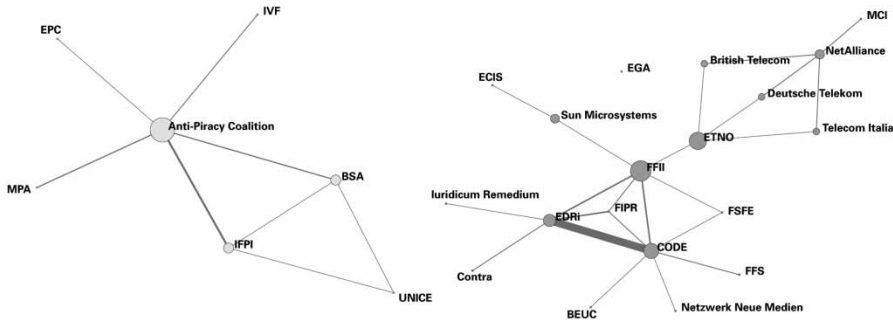 IVF
EPC
Anti-Piracy Coalition
BSA
MPA
IFPI
UNICE
MCI
NetAlliance
British Telecom
EGA
ECIS
Deutsche Telekom
Sun Microsystems
Telecom Italia
ETNO
FFII
Iuridicum Remedium
FIPR
FSFE
EDRi
CODE
Contra
FFS
BEUC
Netzwerk Neue Medien